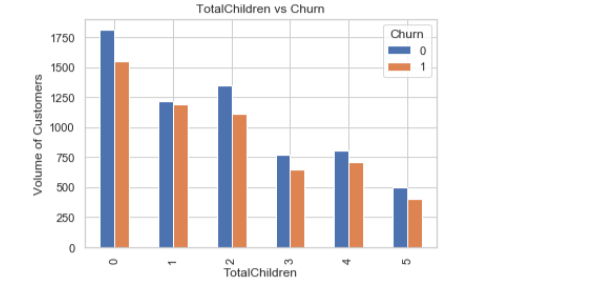 TotalChildren vs Churn
Churn
0
1
Volume of Customers
1750
1500
1250
1000
750
500
250
0
0 1 2 3 4 5
TotalChildren